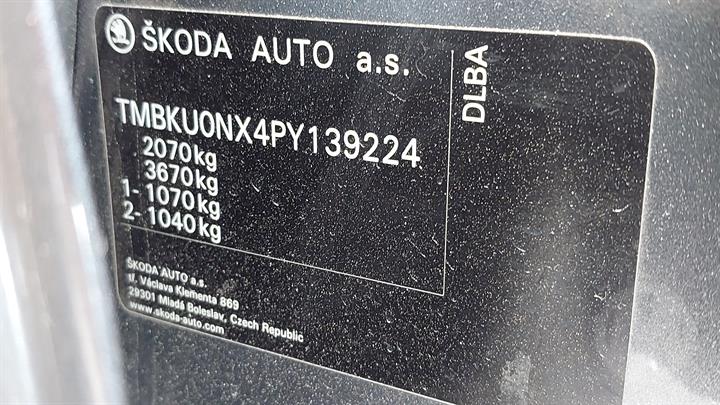 ŠKODA AUTO a.s.
DLBA
TMBKU0NX4PY139224
2070kg
3670kg
1- 1070kg
2- 1040kg
ŠKODA AUTO a.s.
tř. Václava Klementa 869
29301 Mladá Boleslav, Czech Republic
www.skoda-auto.com